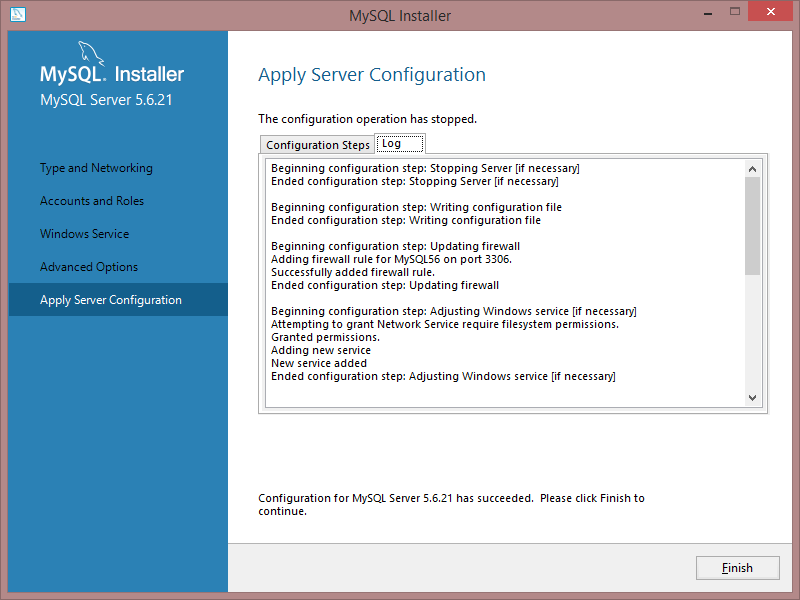 MySQL Installer
MySQL. Installer
MySQL Server 5.6.21
Type and Networking
Accounts and Roles
Windows Service
Advanced Options
Apply Server Configuration
Apply Server Configuration
The configuration operation has stopped.
Configuration Steps
Log
Beginning configuration step: Stopping Server [if necessary]
Ended configuration step: Stopping Server [if necessary]
Beginning configuration step: Writing configuration file
Ended configuration step: Writing configuration file
Beginning configuration step: Updating firewall
Adding firewall rule for MySQL56 on port 3306.
Successfully added firewall rule.
Ended configuration step: Updating firewall
Beginning configuration step: Adjusting Windows service [if necessary]
Attempting to grant Network Service require filesystem permissions.
Granted permissions.
Adding new service
New service added
Ended configuration step: Adjusting Windows service [if necessary]
Configuration for MySQL Server 5.6.21 has succeeded.  Please click Finish to
continue.
Finish